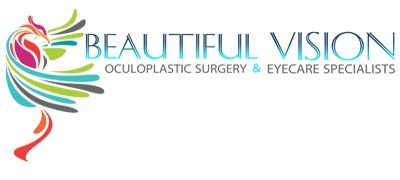 BEAUTIFUL VISION
OCULOPLASTIC SURGERY & EYECARE SPECIALISTS